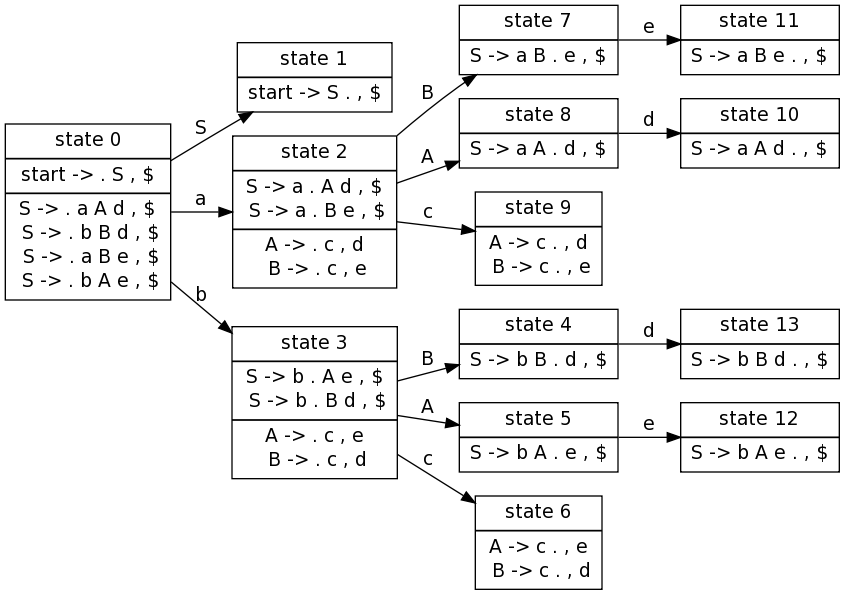 state 0
start -> . S , $
S -> . a A d , $
S -> . b B d , $
S -> . a B e , $
S -> . b A e , $
S
a
b
state 1
start -> S . , $
state 2
S -> a . A d , $
S -> a . B e , $
A -> . c , d
B -> . c , e
state 3
S -> b . A e , $
S -> b . B d , $
A -> . c , e
B -> . c , d
B
A
c
B
A
c
state 7
S -> a B . e , $
state 8
S -> a A . d , $
state 9
A -> c . , d
B -> c . , e
state 4
S -> b B . d , $
state 5
S -> b A . e , $
state 6
A -> c . , e
B -> c . , d
e
d
d
e
state 11
S -> a B e . , $
state 10
S -> a A d . , $
state 13
S -> b B d . , $
state 12
S -> b A e . , $